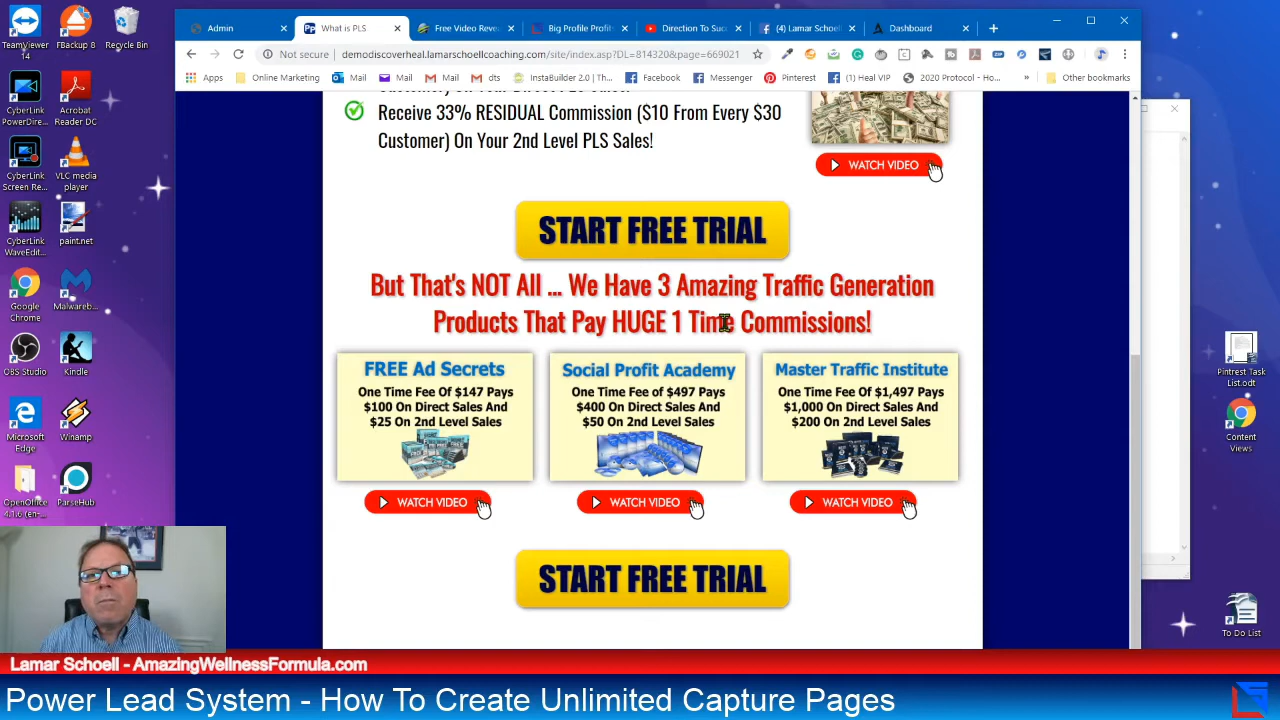 TeamViewer 14
FBackup 8
Recycle Bin
CyberLink PowerDire...
Acrobat Reader DC
CyberLink Screen Re...
VLC media player
CyberLink WaveEdit...
paint.net
Google Chrome
Malwareb...
OBS Studio
Kindle
Microsoft Edge
Winamp
OpenOffice 4.1.6 (en-...
ParseHub
Admin
What is PLS
Free Video Reve
Big Profile Profit
Direction To Suc
(4) Lamar Schoell
Dashboard
Not secure
demodiscoverheal.lamarschoellcoaching.com/site/index.asp?DL=814320&page=669021
Apps
Online Marketing
Mail
Mail
Mail
dts
InstaBuilder 2.0 | Th...
Facebook
Messenger
Pinterest
(1) Heal VIP
2020 Protocol - Ho...
»
Other bookmarks
Receive 33% RESIDUAL Commission ($10 From Every $30
Customer) On Your 2nd Level PLS Sales!
WATCH VIDEO
START FREE TRIAL
But That's NOT All ... We Have 3 Amazing Traffic Generation
Products That Pay HUGE 1 Time Commissions!
FREE Ad Secrets
One Time Fee Of $147 Pays
$100 On Direct Sales And
$25 On 2nd Level Sales
WATCH VIDEO
Social Profit Academy
One Time Fee of $497 Pays
$400 On Direct Sales And
$50 On 2nd Level Sales
WATCH VIDEO
Master Traffic Institute
One Time Fee Of $1,497 Pays
$1,000 On Direct Sales And
$200 On 2nd Level Sales
WATCH VIDEO
START FREE TRIAL
Pintrest Task List.odt
Content Views
To Do List
Lamar Schoell - AmazingWellnessFormula.com
Power Lead System - How To Create Unlimited Capture Pages